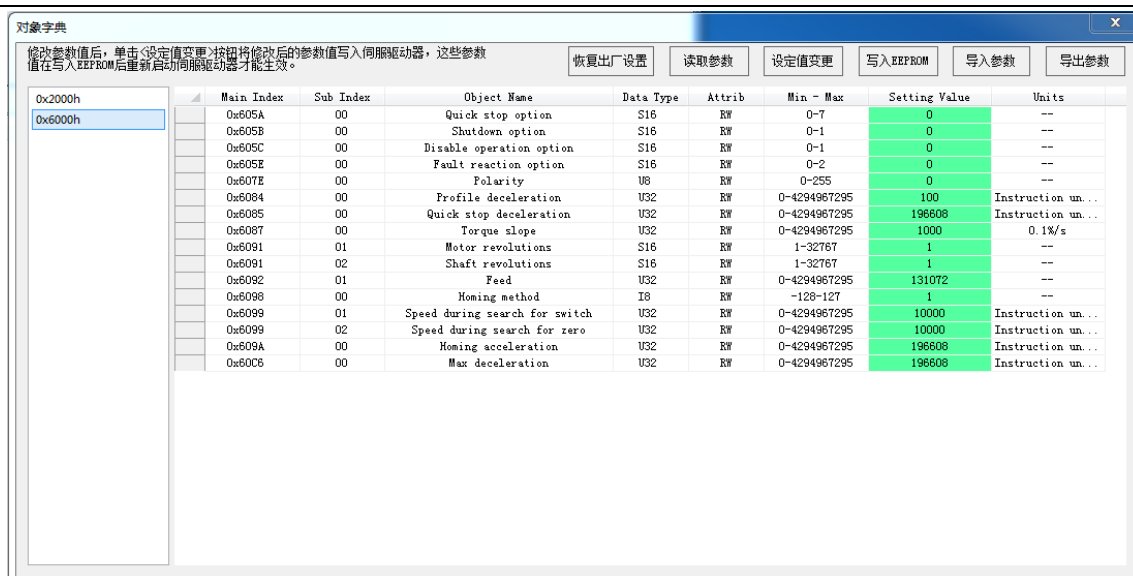 对象字典
x
修改参数值后，单击<设定值变更>按钮将修改后的参数值写入伺服驱动器，这些参数
值在写入EEPROM后重新启动伺服驱动器才能生效。
恢复出厂设置 读取参数 设定值变更 写入EEPROM 导入参数 导出参数
0x2000h
0x6000h
Main Index Sub Index Object Name Data Type Attrib Min - Max Setting Value Units
0x605A 00 Quick stop option S16 RW 0-7 0 --
0x605B 00 Shutdown option S16 RW 0-1 0 --
0x605C 00 Disable operation option S16 RW 0-1 0 --
0x605E 00 Fault reaction option S16 RW 0-2 0 --
0x607E 00 Polarity U8 RW 0-255 0 --
0x6084 00 Profile deceleration U32 RW 0-4294967295 100 Instruction un...
0x6085 00 Quick stop deceleration U32 RW 0-4294967295 196608 Instruction un...
0x6087 00 Torque slope U32 RW 0-4294967295 1000 0.1%/s
0x6091 01 Motor revolutions S16 RW 1-32767 1 --
0x6091 02 Shaft revolutions S16 RW 1-32767 1 --
0x6092 01 Feed U32 RW 0-4294967295 131072 --
0x6098 00 Homing method I8 RW -128-127 1 --
0x6099 01 Speed during search for switch U32 RW 0-4294967295 10000 Instruction un...
0x6099 02 Speed during search for zero U32 RW 0-4294967295 10000 Instruction un...
0x609A 00 Homing acceleration U32 RW 0-4294967295 196608 Instruction un...
0x60C6 00 Max deceleration U32 RW 0-4294967295 196608 Instruction un...